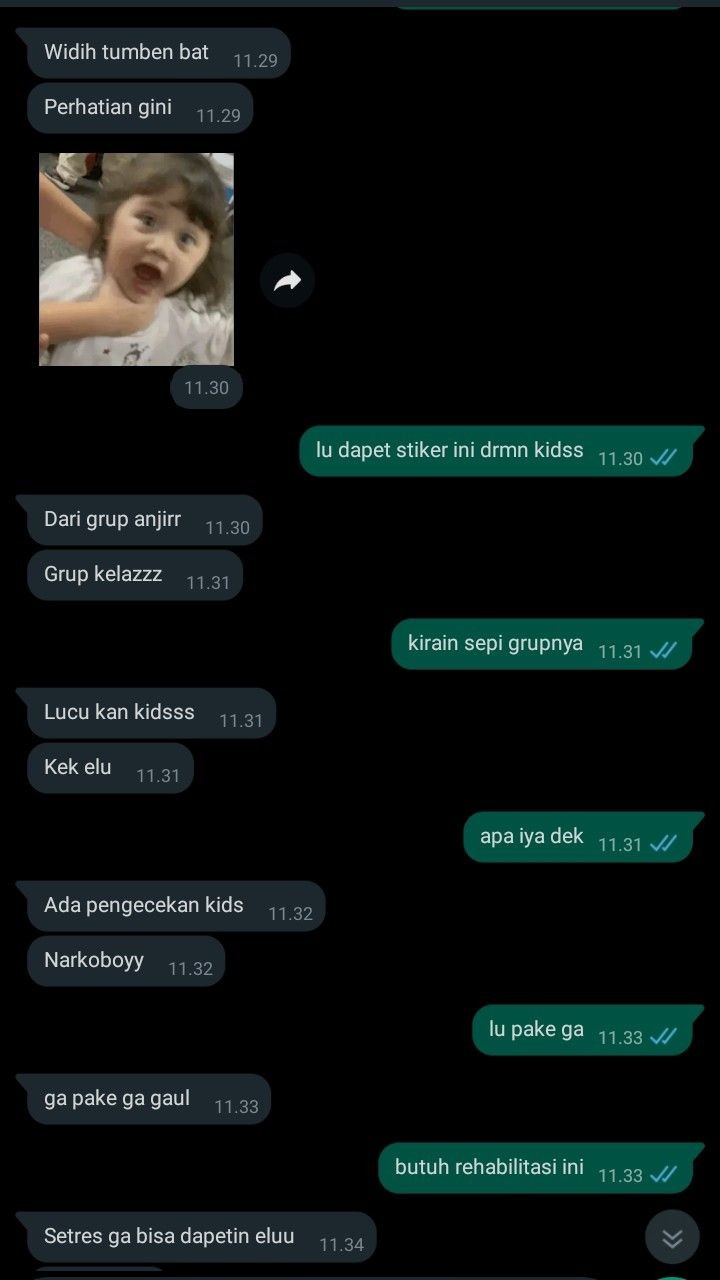 Widih tumben bat 11.29
Perhatian gini 11.29
11.30
lu dapet stiker ini drmn kidss 11.30
Dari grup anjirr 11.30
Grup kelazzz 11.31
kirain sepi grupnya 11.31
Lucu kan kidsss 11.31
Kek elu 11.31
apa iya dek 11.31
Ada pengecekan kids 11.32
Narkoboyy 11.32
lu pake ga 11.33
ga pake ga gaul 11.33
butuh rehabilitasi ini 11.33
Setres ga bisa dapetin eluu 11.34